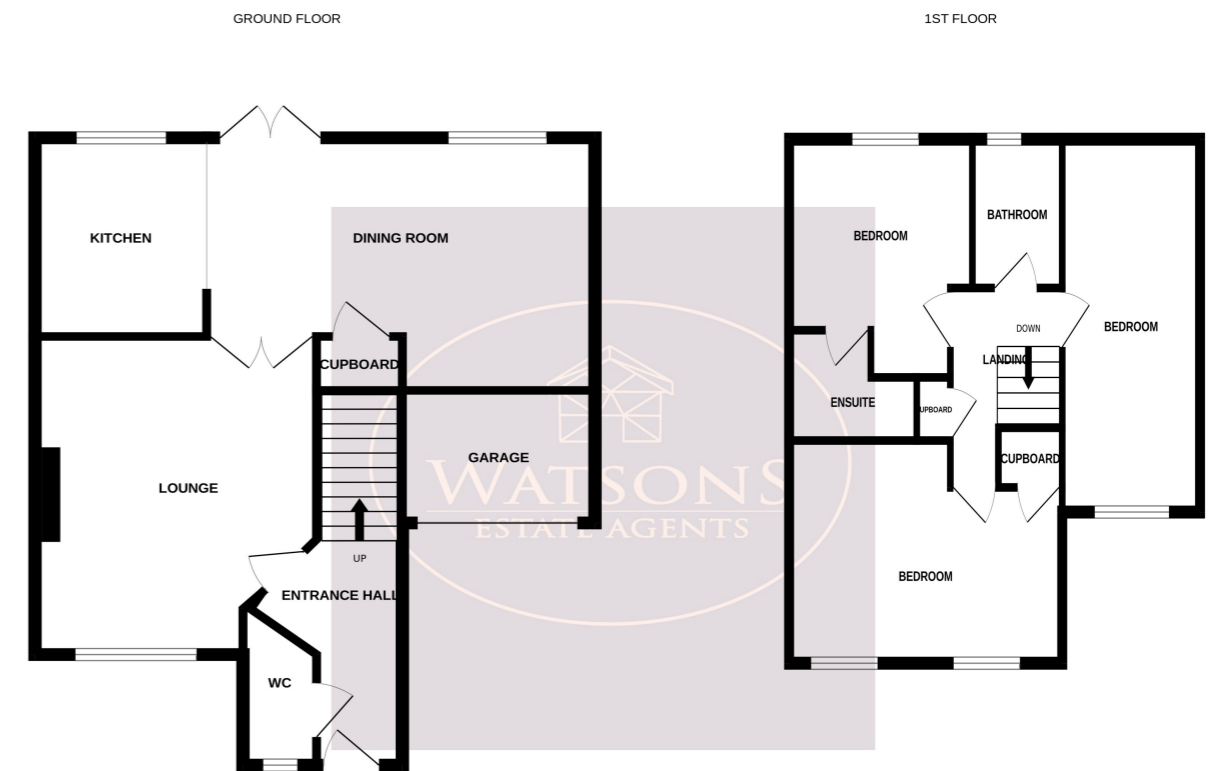 GROUND FLOOR
1ST FLOOR
KITCHEN
DINING ROOM
CUPBOARD
LOUNGE
GARAGE
UP
ENTRANCE HALL
WC
BATHROOM
BEDROOM
BEDROOM
DOWN
LANDING
ENSUITE
UPBOARD
CUPBOARD
BEDROOM
WATSONS
ESTATE AGENTS